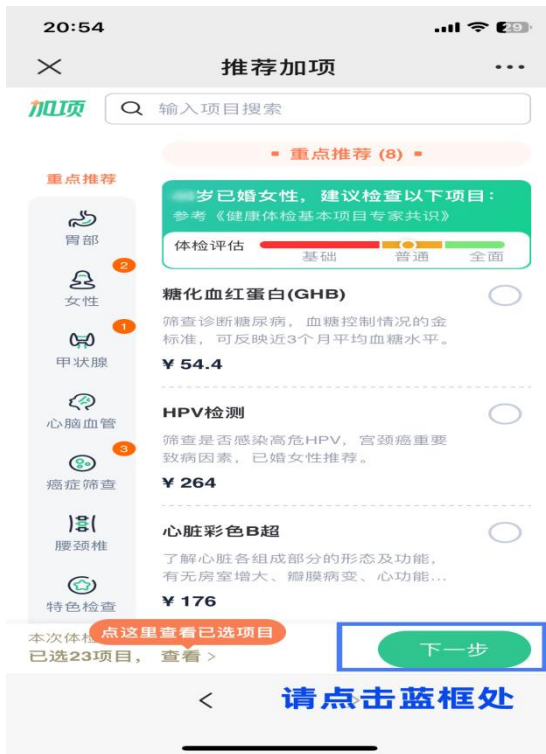 20:54
29
推荐加项
加项
输入项目搜索
重点推荐 (8)
重点推荐
胃部
2
女性
1
甲状腺
心脑血管
3
癌症筛查
腰颈椎
特色检查
岁已婚女性，建议检查以下项目：
参考《健康体检基本项目专家共识》
体检评估
基础 普通 全面
糖化血红蛋白(GHB)
筛查诊断糖尿病，血糖控制情况的金
标准，可反映近3个月平均血糖水平。
¥ 54.4
HPV检测
筛查是否感染高危HPV，宫颈癌重要
致病因素，已婚女性推荐。
¥ 264
心脏彩色B超
了解心脏各组成部分的形态及功能，
有无房室增大、瓣膜病变、心功能...
¥ 176
本次体检
点这里查看已选项目
已选23项目， 查看 >
下一步
请点击蓝框处